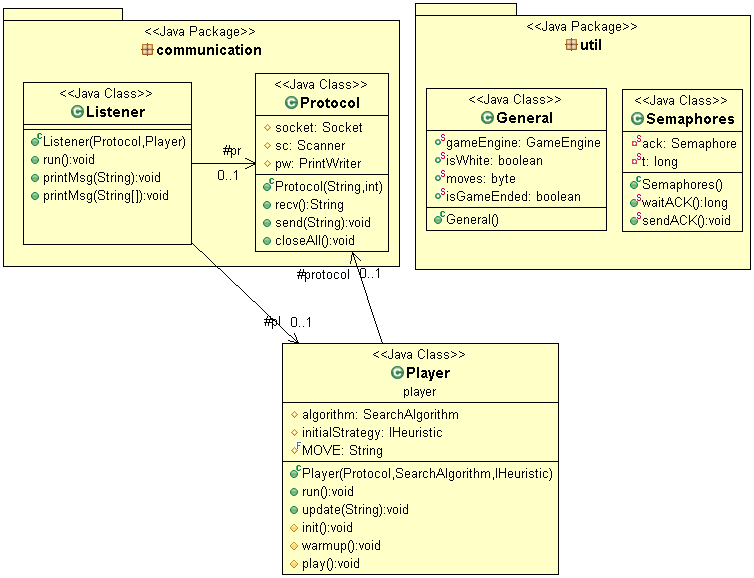 <<Java Package>>
communication
<<Java Class>>
Listener
Listener(Protocol,Player)
run():void
printMsg(String):void
printMsg(String[]):void
#pr
0..1
<<Java Class>>
Protocol
socket: Socket
sc: Scanner
pw: PrintWriter
Protocol(String,int)
recv():String
send(String):void
closeAll():void
<<Java Package>>
util
<<Java Class>>
General
gameEngine: GameEngine
isWhite: boolean
moves: byte
isGameEnded: boolean
General()
<<Java Class>>
Semaphores
ack: Semaphore
t: long
Semaphores()
waitACK():long
sendACK():void
#protocol
0..1
#pl
0..1
<<Java Class>>
Player
player
algorithm: SearchAlgorithm
initialStrategy: IHeuristic
MOVE: String
Player(Protocol,SearchAlgorithm,IHeuristic)
run():void
update(String):void
init():void
warmup():void
play():void